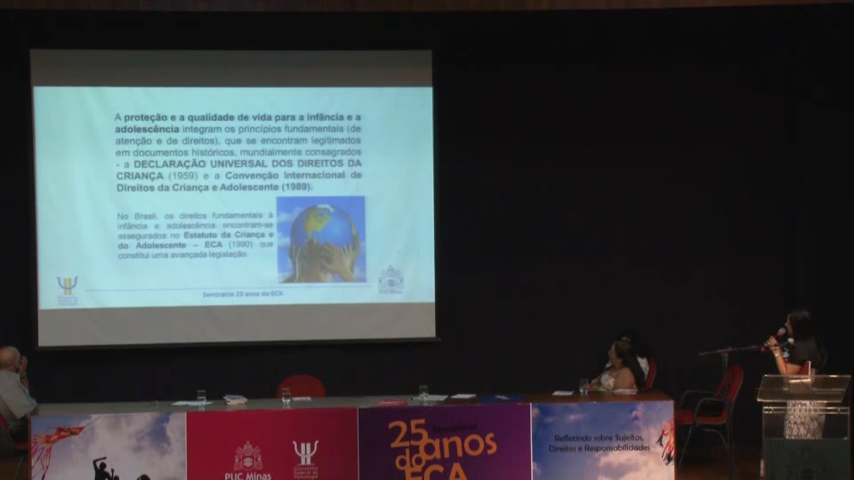 A proteção e a qualidade de vida para a infância e a
adolescência integram os princípios fundamentais (de
atenção e de direitos), que se encontram legitimados
em documentos históricos, mundialmente consagrados
- a DECLARAÇÃO UNIVERSAL DOS DIREITOS DA
CRIANÇA (1959) e a Convenção Internacional de
Direitos da Criança e Adolescente (1989).
No Brasil, os direitos fundamentais à
infância e adolescência encontram-se
assegurados no Estatuto da Criança e
do Adolescente – ECA (1990) que
constitui uma avançada legislação.
Seminário 25 anos do ECA
PUC Minas
25 anos
do ECA
Refletindo sobre Sujeitos,
Direitos e Responsabilidades